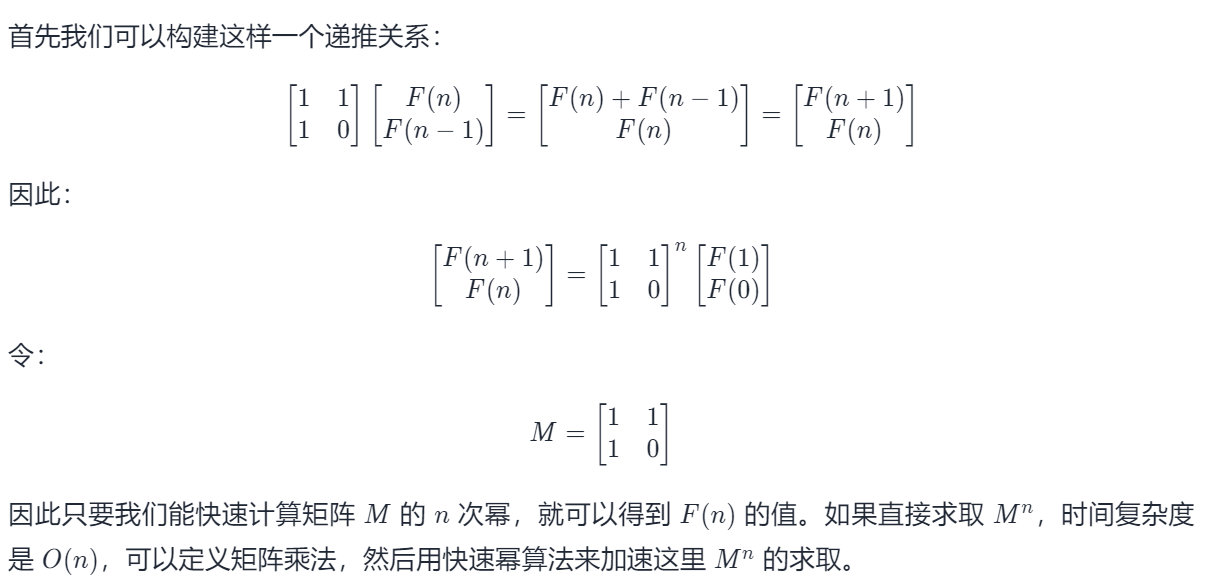 首先我们可以构建这样一个递推关系：
$$\begin{bmatrix} 1 & 1 \\ 1 & 0 \end{bmatrix} \begin{bmatrix} F(n) \\ F(n-1) \end{bmatrix} = \begin{bmatrix} F(n) + F(n-1) \\ F(n) \end{bmatrix} = \begin{bmatrix} F(n+1) \\ F(n) \end{bmatrix}$$
因此：
$$\begin{bmatrix} F(n+1) \\ F(n) \end{bmatrix} = \begin{bmatrix} 1 & 1 \\ 1 & 0 \end{bmatrix}^n \begin{bmatrix} F(1) \\ F(0) \end{bmatrix}$$
令：
$$M = \begin{bmatrix} 1 & 1 \\ 1 & 0 \end{bmatrix}$$
因此只要我们能快速计算矩阵 $M$ 的 $n$ 次幂，就可以得到 $F(n)$ 的值。如果直接求取 $M^n$，时间复杂度
是 $O(n)$，可以定义矩阵乘法，然后用快速幂算法来加速这里 $M^n$ 的求取。